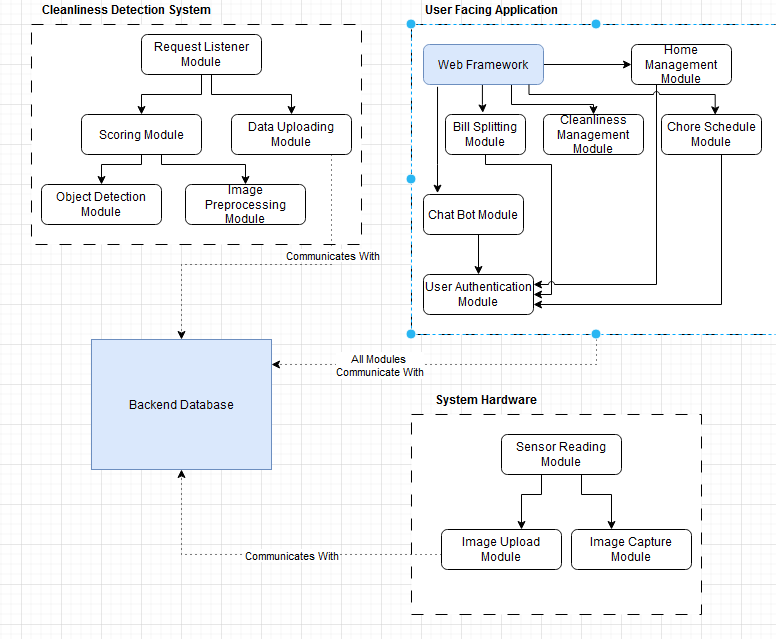 Cleanliness Detection System
User Facing Application
Request Listener
Module
Scoring Module
Data Uploading
Module
Object Detection
Module
Image
Preprocessing
Module
Web Framework
Home
Management
Module
Bill Splitting
Module
Cleanliness
Management
Module
Chore Schedule
Module
Chat Bot Module
User Authentication
Module
Communicates With
All Modules
Communicate With
Backend Database
System Hardware
Sensor Reading
Module
Image Upload
Module
Image Capture
Module
Communicates With